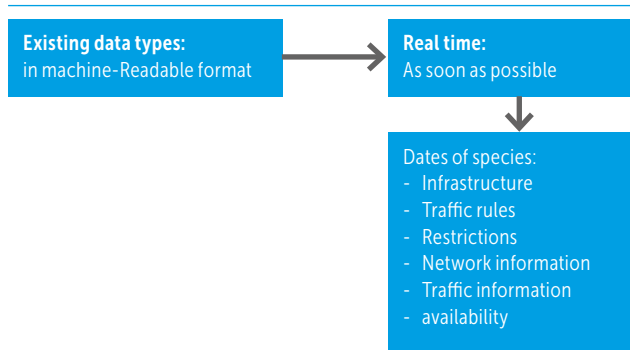 Existing data types:
in machine-Readable format
Real time:
As soon as possible
Dates of species:
- Infrastructure
- Traffic rules
- Restrictions
- Network information
- Traffic information
- availability